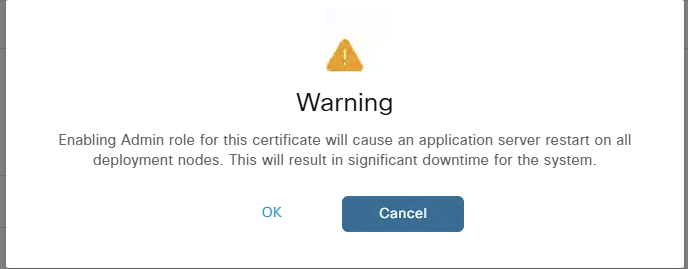 Warning
Enabling Admin role for this certificate will cause an application server restart on all
deployment nodes. This will result in significant downtime for the system.
OK
Cancel